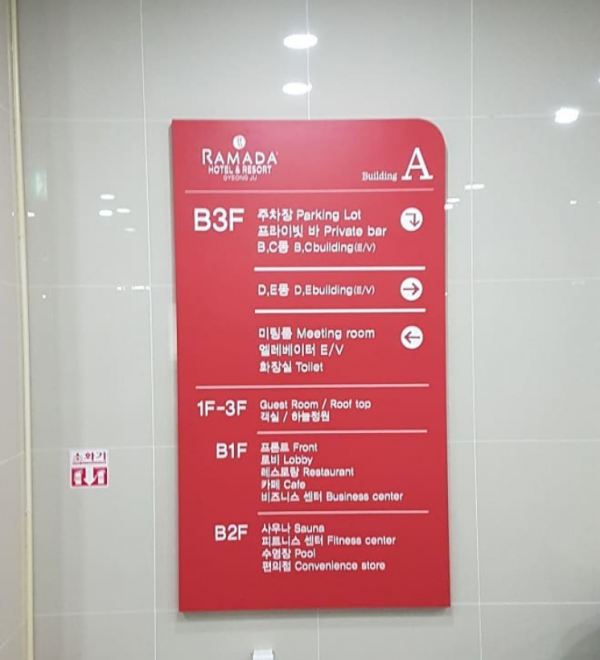 RAMADA
HOTEL & RESORT
GYEONG JU
Building A
B3F
주차장 Parking Lot
프라이빗 바 Private bar
B,C동 B,Cbuilding(E/V)
D,E동 D,Ebuilding(E/V)
미팅룸 Meeting room
엘레베이터 E/V
화장실 Toilet
1F-3F
Guest Room / Roof top
객실 / 하늘정원
B1F
프론트 Front
로비 Lobby
레스토랑 Restaurant
카페 Cafe
비즈니스 센터 Business center
B2F
사우나 Sauna
피트니스 센터 Fitness center
수영장 Pool
편의점 Convenience store
소화기